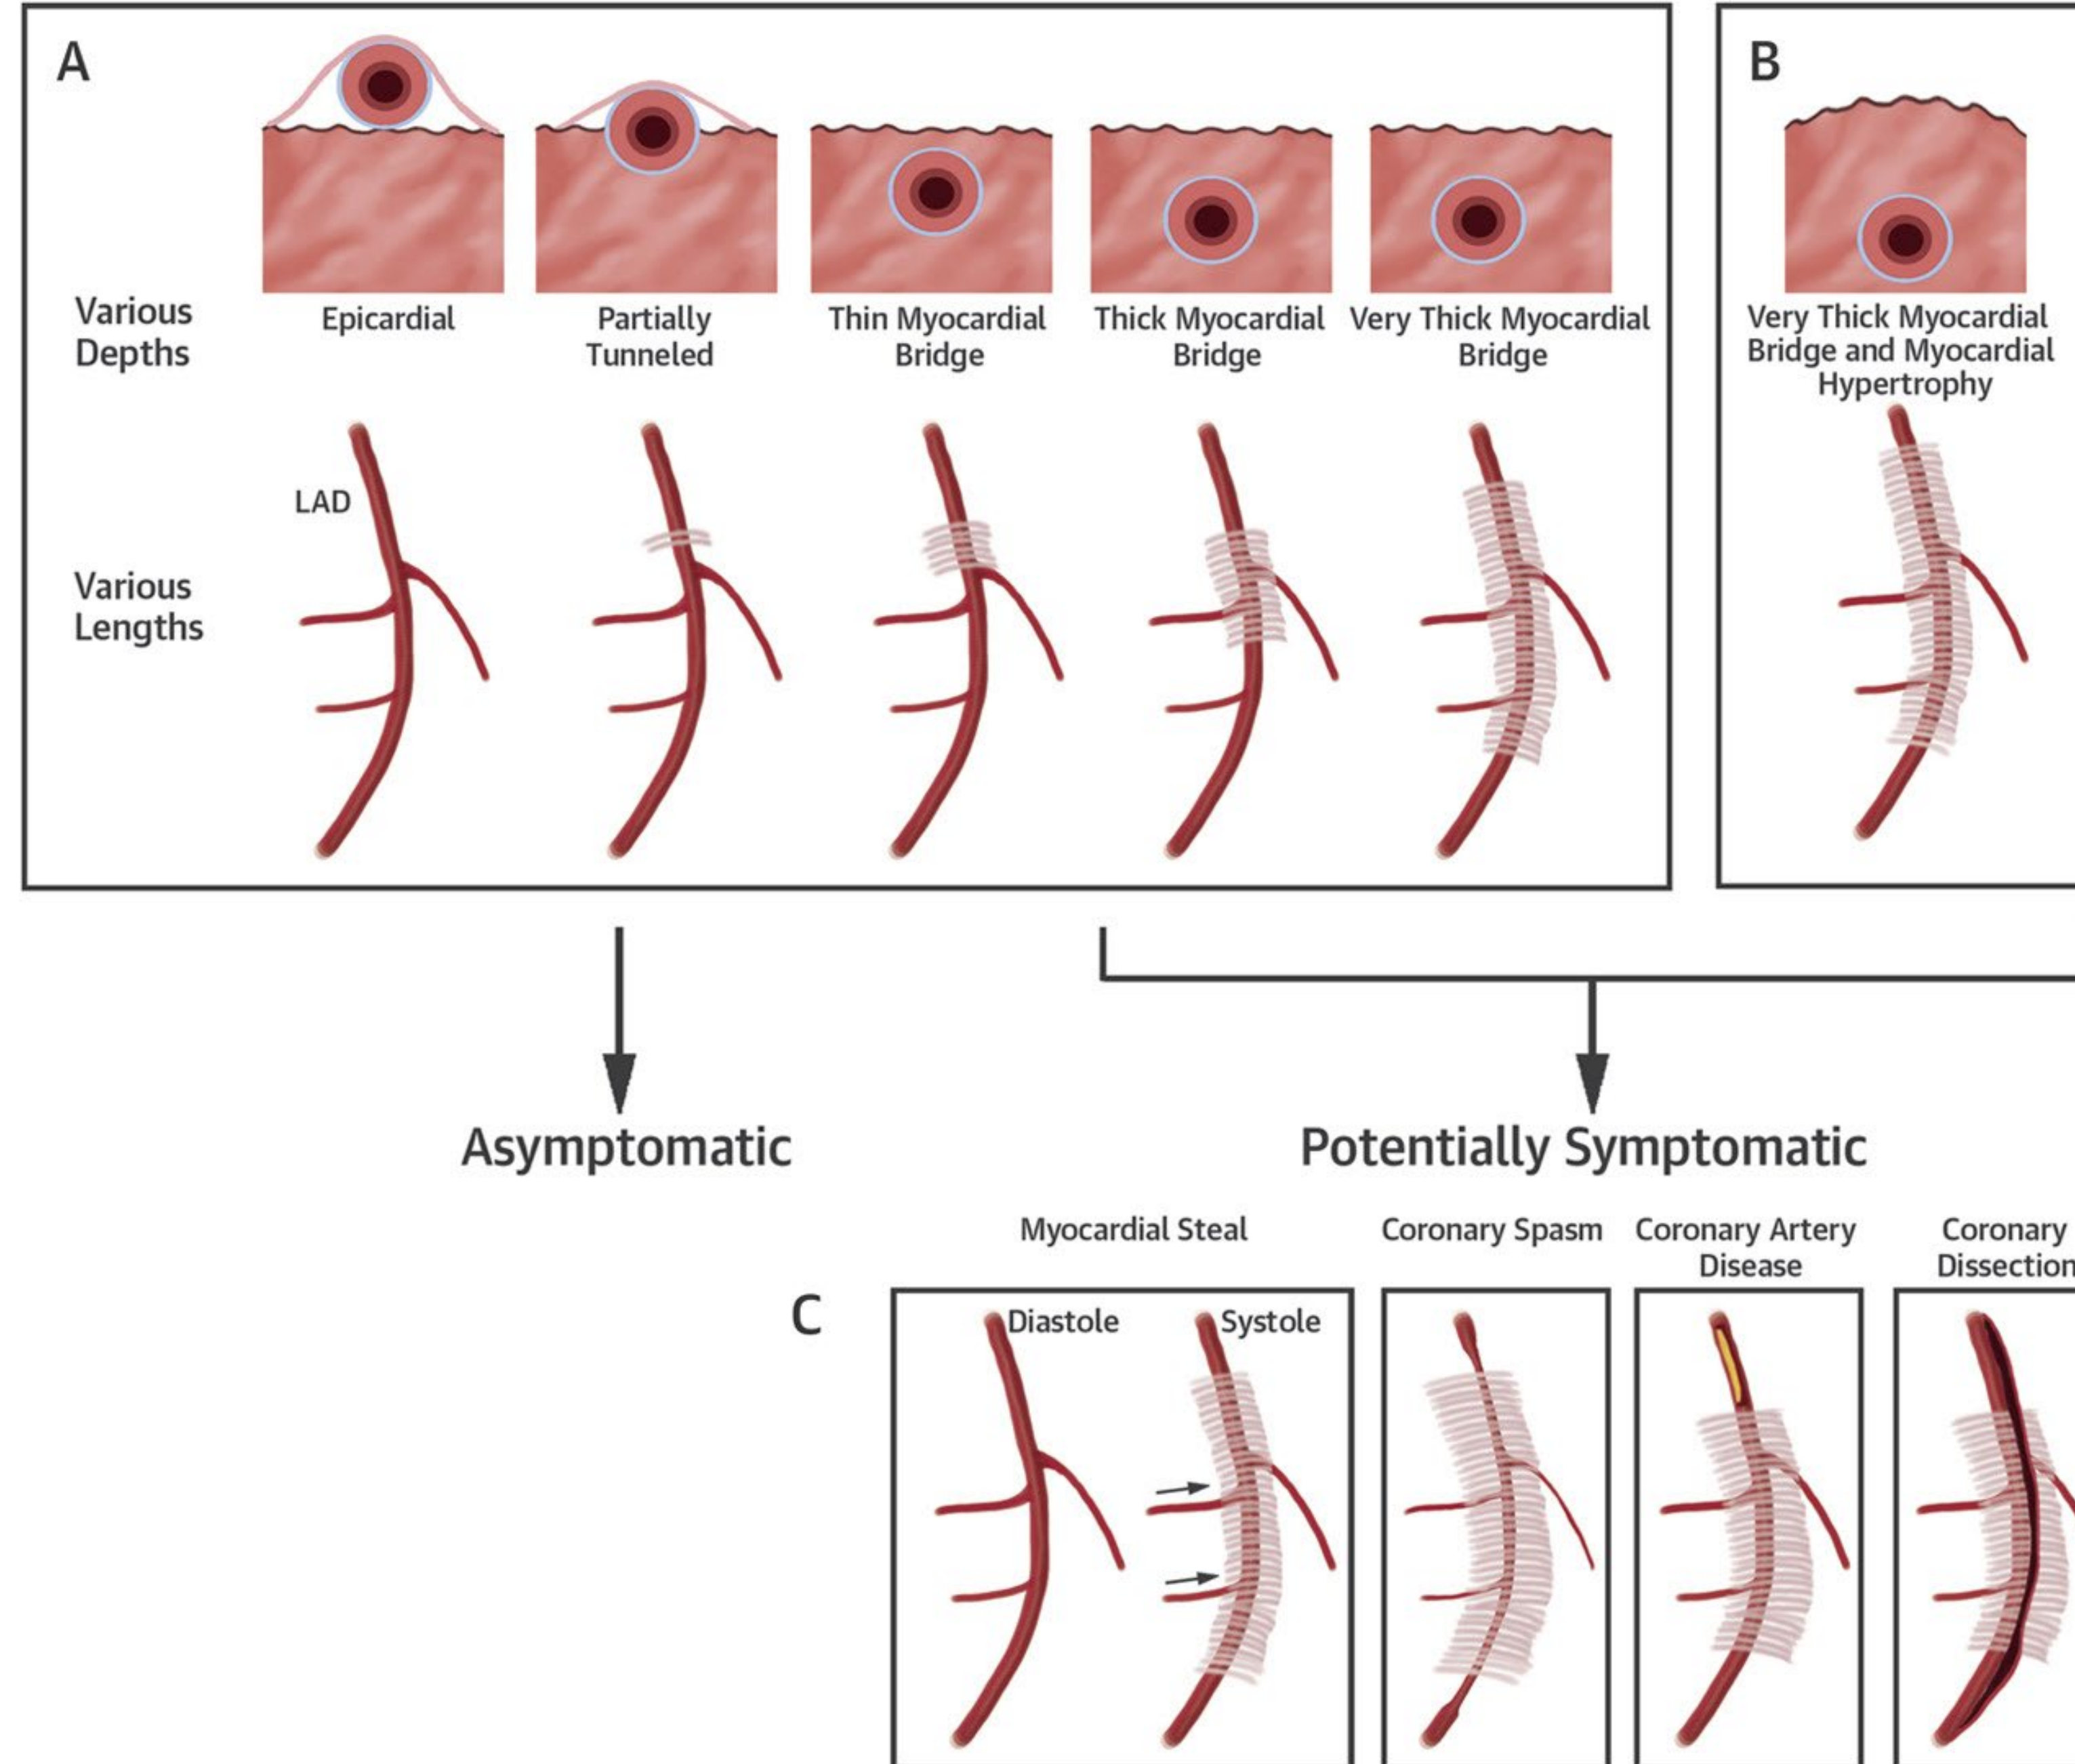 A
B
Various
Depths
Epicardial
Partially
Tunneled
Thin Myocardial
Bridge
Thick Myocardial
Bridge
Very Thick Myocardial
Bridge
Very Thick Myocardial
Bridge and Myocardial
Hypertrophy
LAD
Various
Lengths
Asymptomatic
Potentially Symptomatic
Myocardial Steal
Coronary Spasm
Coronary Artery
Disease
Coronary
Dissection
C
Diastole
Systole